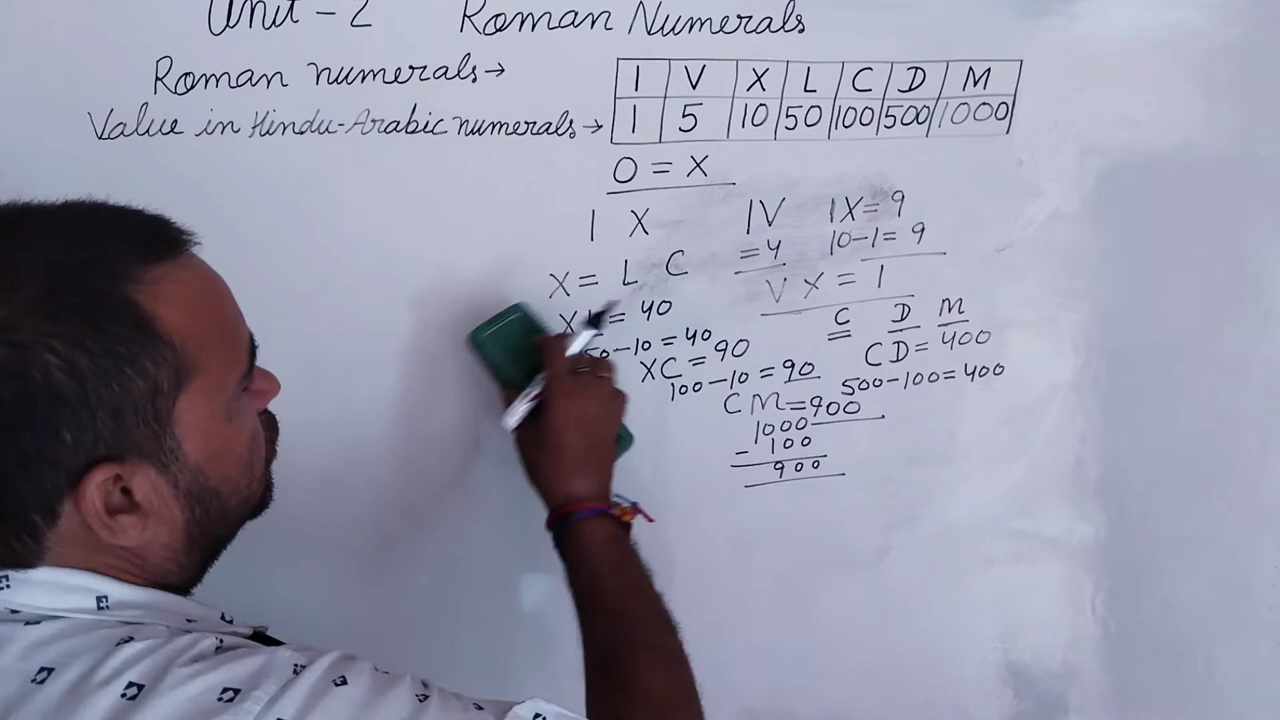 Unit - 2 Roman Numerals
Roman numerals →
I V X L C D M
Value in Hindu-Arabic numerals →
1 5 10 50 100 500 1000
0 = X
I X
IV
= 4
IX = 9
10-1 = 9
X = L C
V X = 1
= 40
50-10 = 40
XC = 90
100-10 = 90
C D M
CD = 400
500-100 = 400
CM = 900
1000
- 100
900